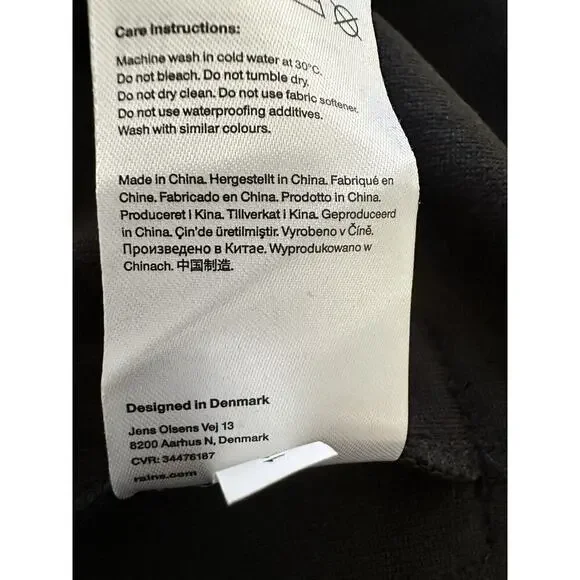 Care instructions:
Machine wash in cold water at 30°C.
Do not bleach. Do not tumble dry.
Do not dry clean. Do not use fabric softener.
Do not use waterproofing additives.
Wash with similar colours.
Made in China. Hergestellt in China. Fabriqué en
Chine. Fabricado en China. Prodotto in China.
Produceret i Kina. Tillverkat i Kina. Geproduceerd
in China. Çin'de üretilmiştir. Vyrobeno v Číně.
Произведено в Китае. Wyprodukowano w
Chinach. 中国制造.
Designed in Denmark
Jens Olsens Vej 13
8200 Aarhus N, Denmark
CVR: 34476187
rains.com